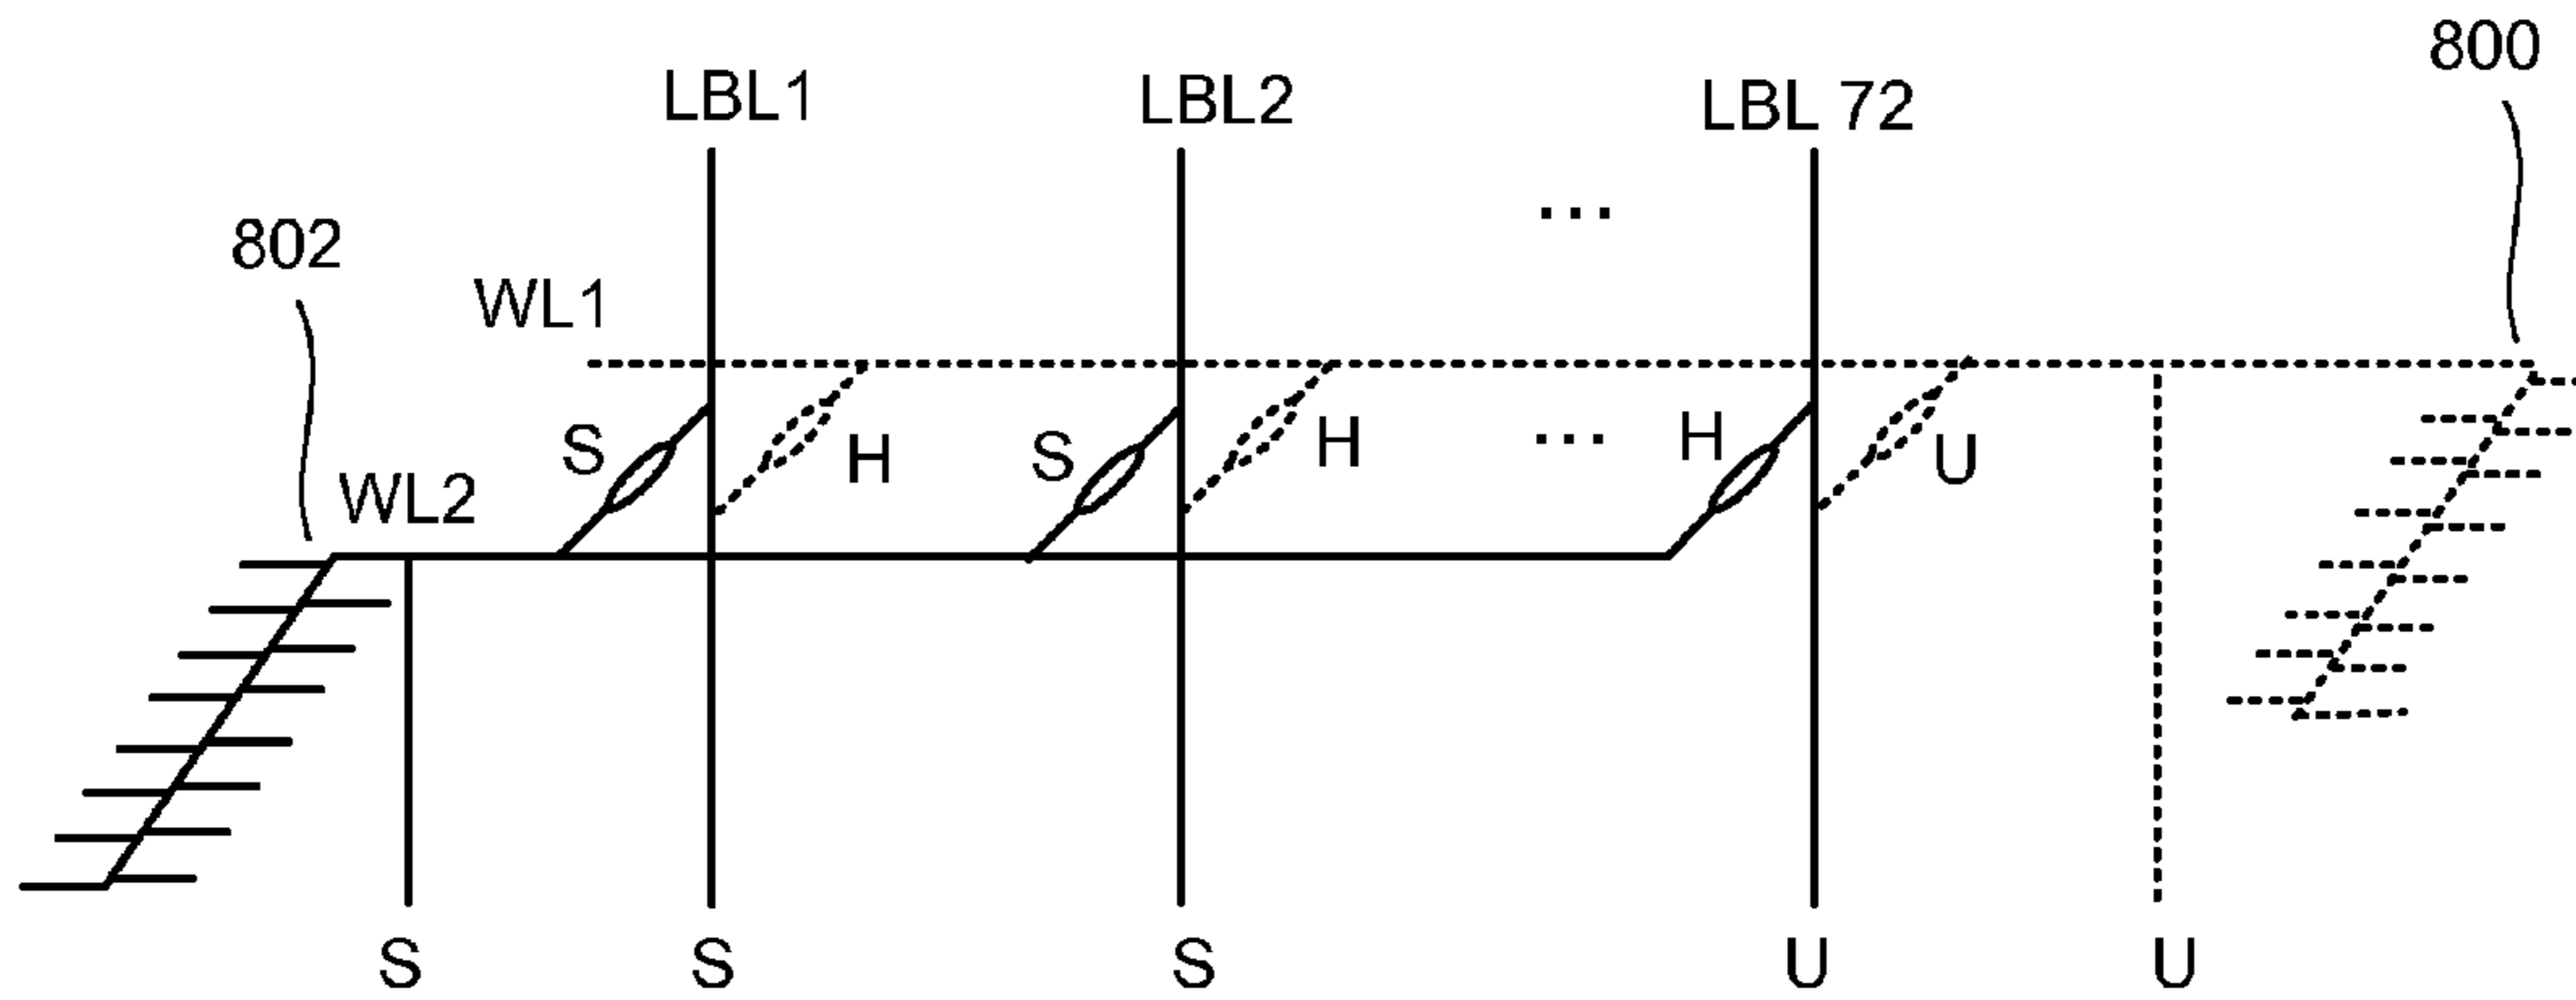 800
LBL1 LBL2 LBL 72
...
802
WL1
S H S H ... H U
WL2
S S S U U